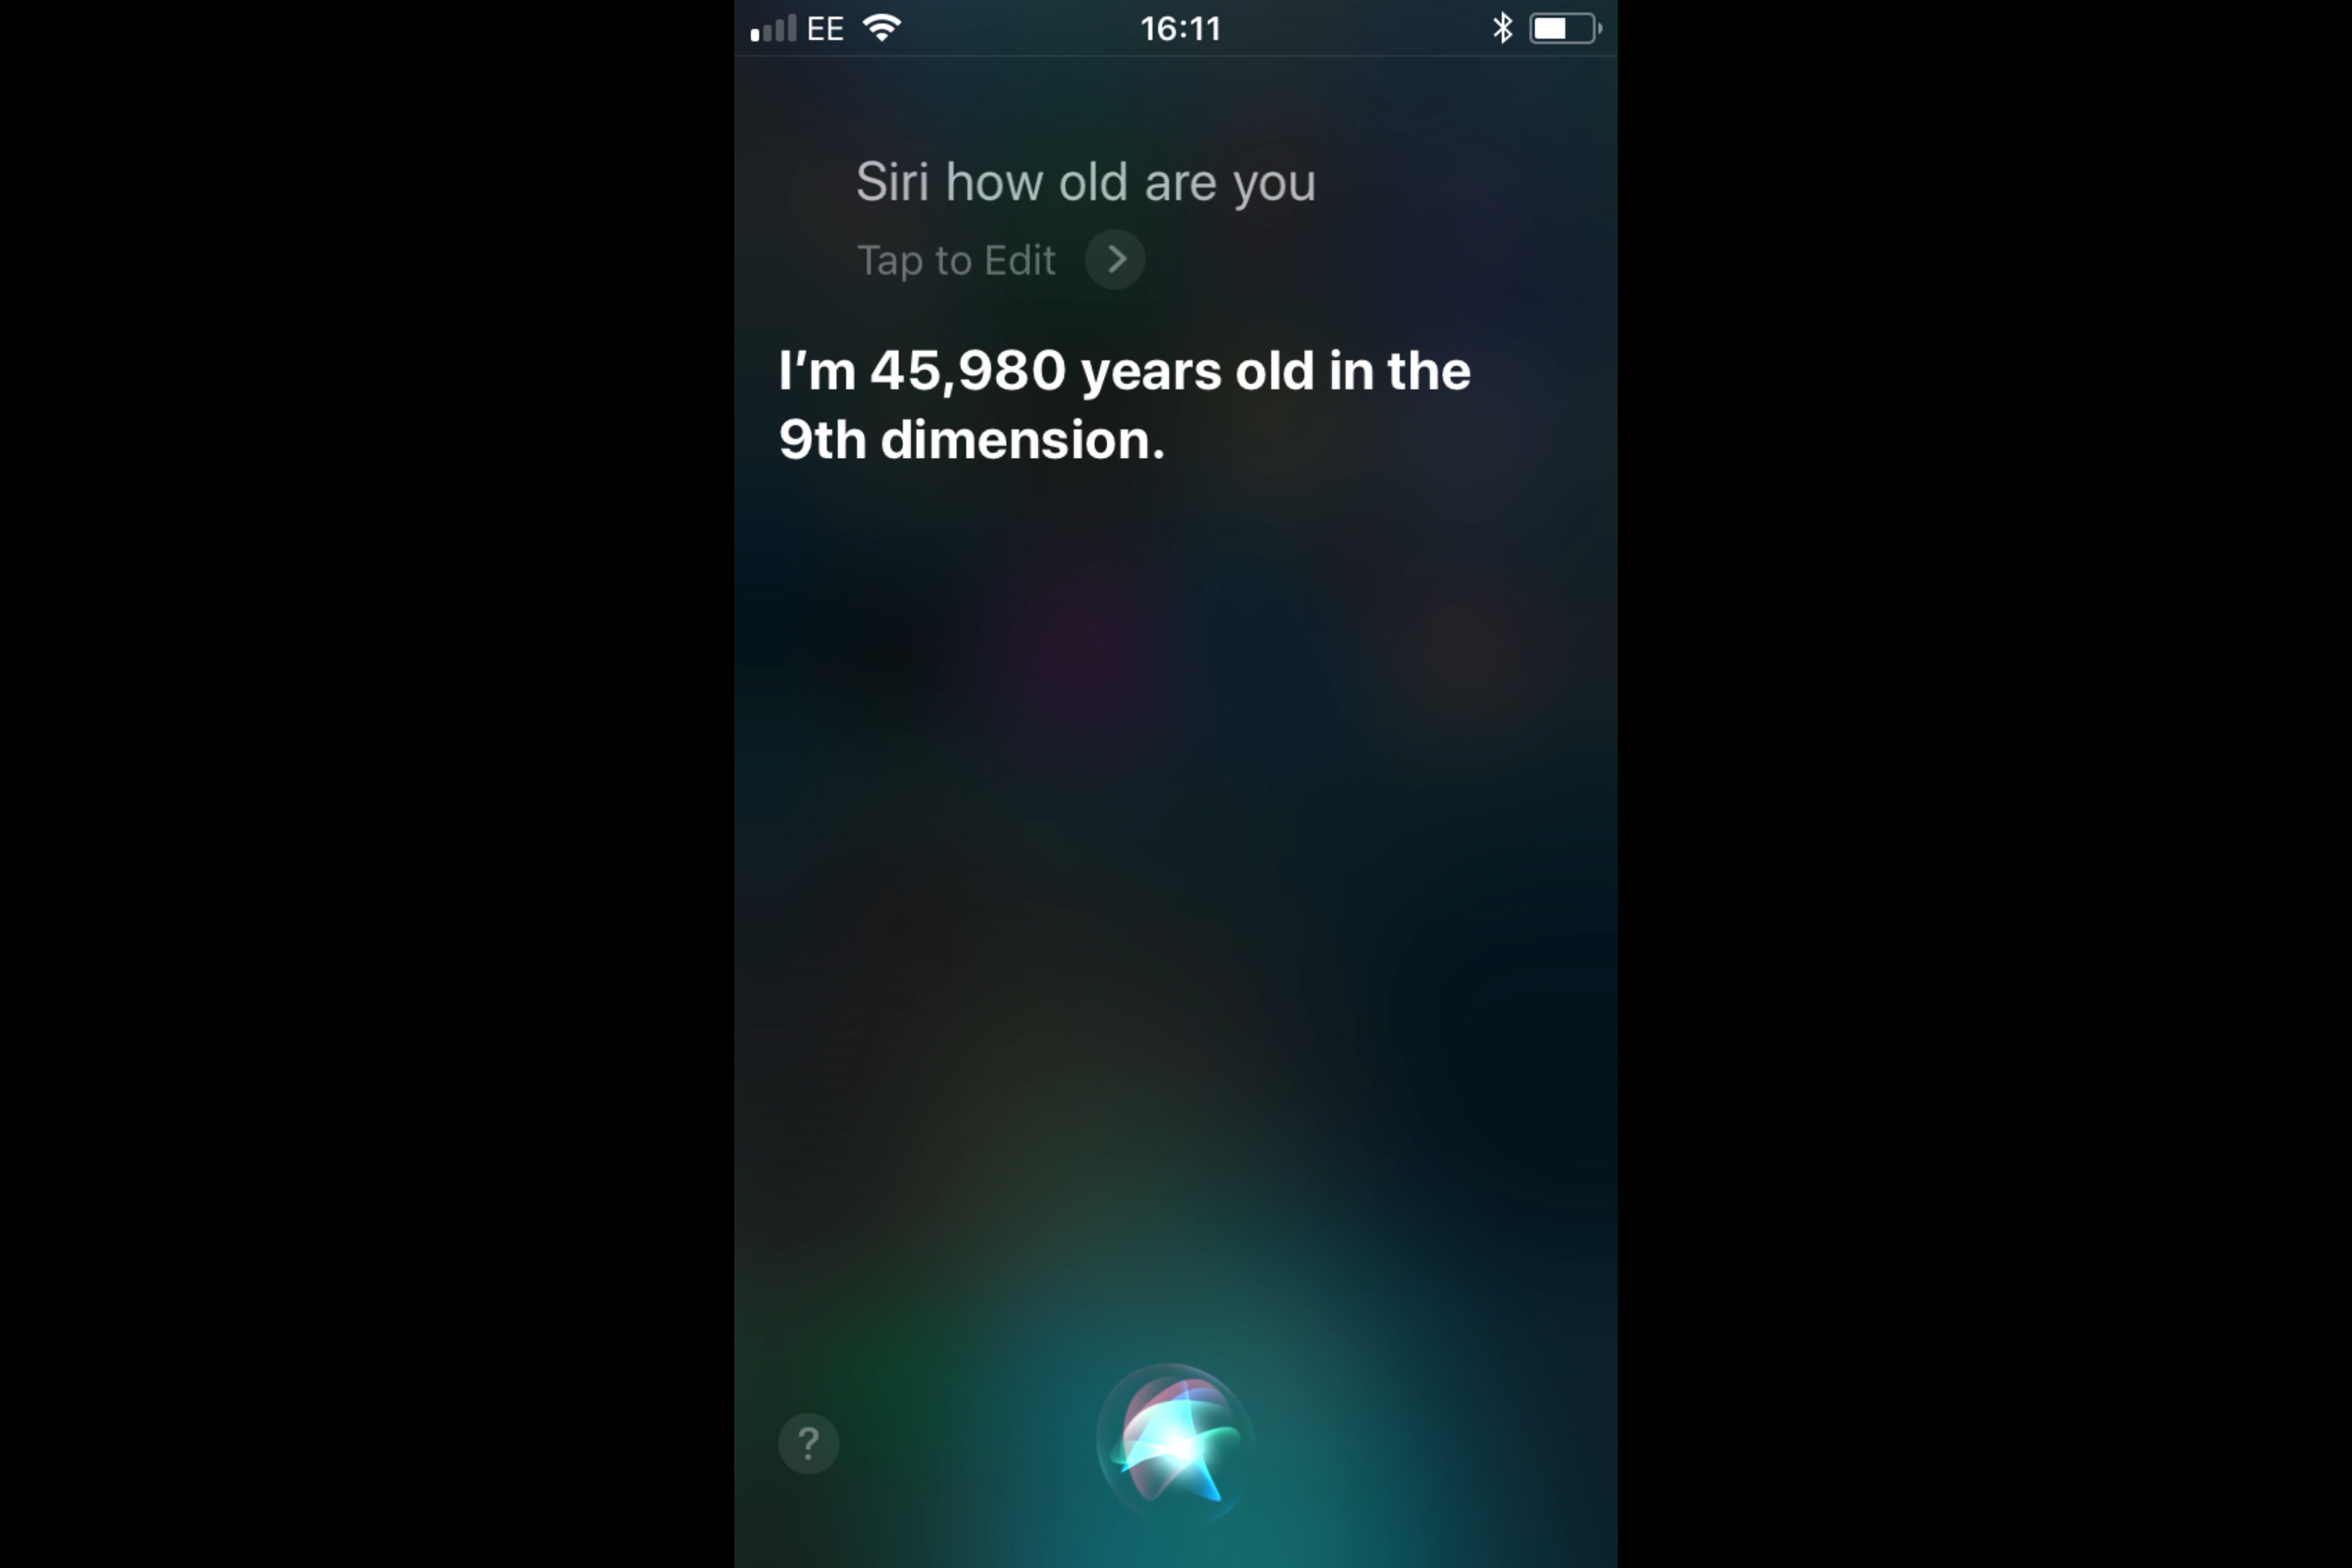 EE 16:11
Siri how old are you
Tap to Edit
I’m 45,980 years old in the
9th dimension.
?